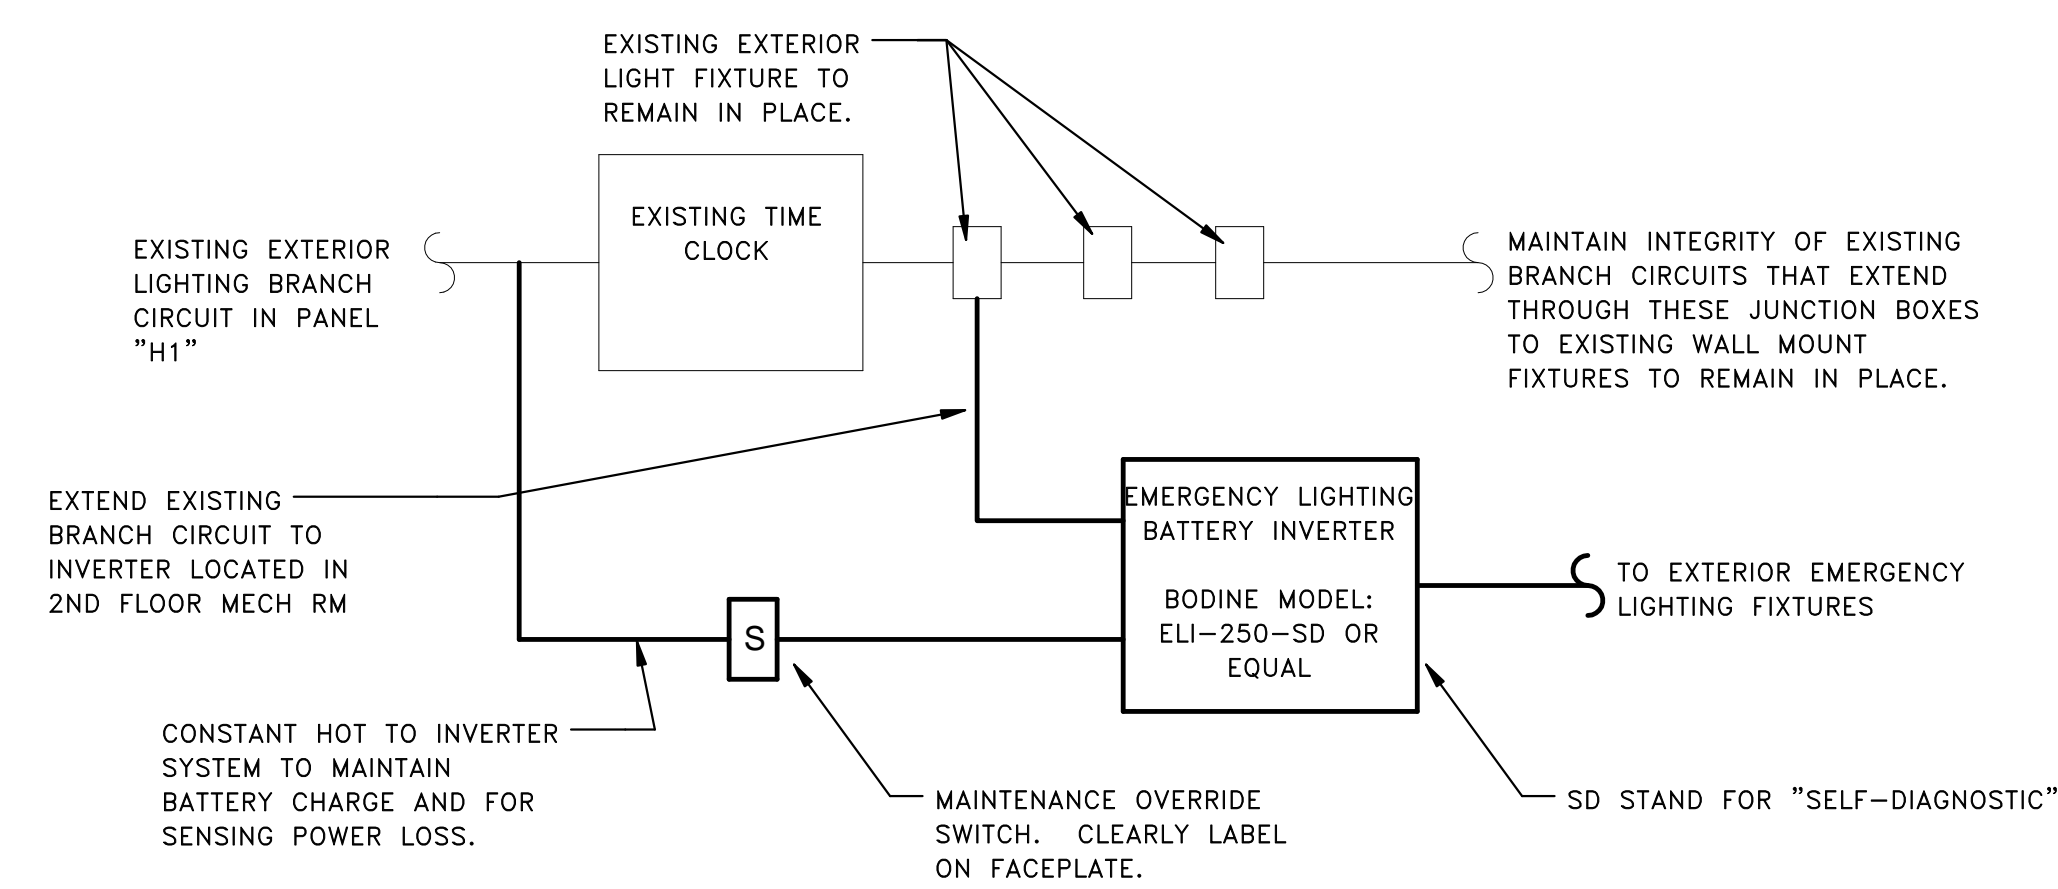 EXISTING EXTERIOR
LIGHT FIXTURE TO
REMAIN IN PLACE.
EXISTING TIME
CLOCK
EXISTING EXTERIOR
LIGHTING BRANCH
CIRCUIT IN PANEL
"H1"
MAINTAIN INTEGRITY OF EXISTING
BRANCH CIRCUITS THAT EXTEND
THROUGH THESE JUNCTION BOXES
TO EXISTING WALL MOUNT
FIXTURES TO REMAIN IN PLACE.
EXTEND EXISTING
BRANCH CIRCUIT TO
INVERTER LOCATED IN
2ND FLOOR MECH RM
EMERGENCY LIGHTING
BATTERY INVERTER
BODINE MODEL:
ELI-250-SD OR
EQUAL
TO EXTERIOR EMERGENCY
LIGHTING FIXTURES
S
CONSTANT HOT TO INVERTER
SYSTEM TO MAINTAIN
BATTERY CHARGE AND FOR
SENSING POWER LOSS.
MAINTENANCE OVERRIDE
SWITCH. CLEARLY LABEL
ON FACEPLATE.
SD STAND FOR "SELF-DIAGNOSTIC"